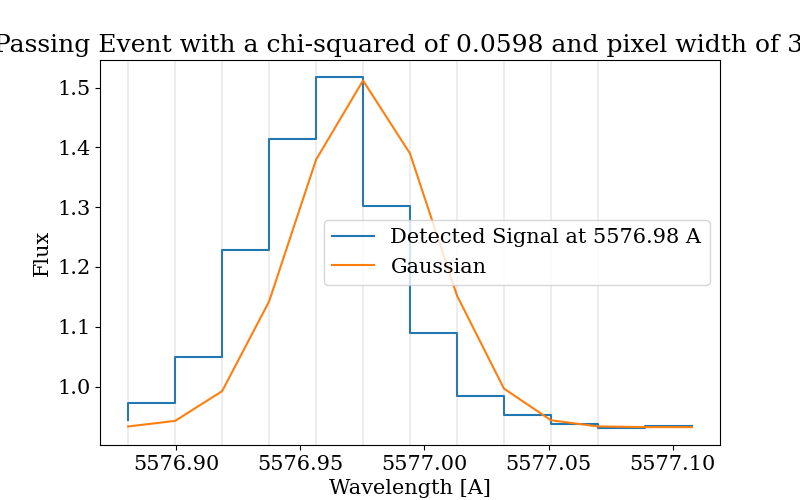 Passing Event with a chi-squared of 0.0598 and pixel width of 3
1.5
1.4
1.3
1.2
1.1
1.0
Flux
Detected Signal at 5576.98 A
Gaussian
5576.90 5576.95 5577.00 5577.05 5577.10
Wavelength [A]